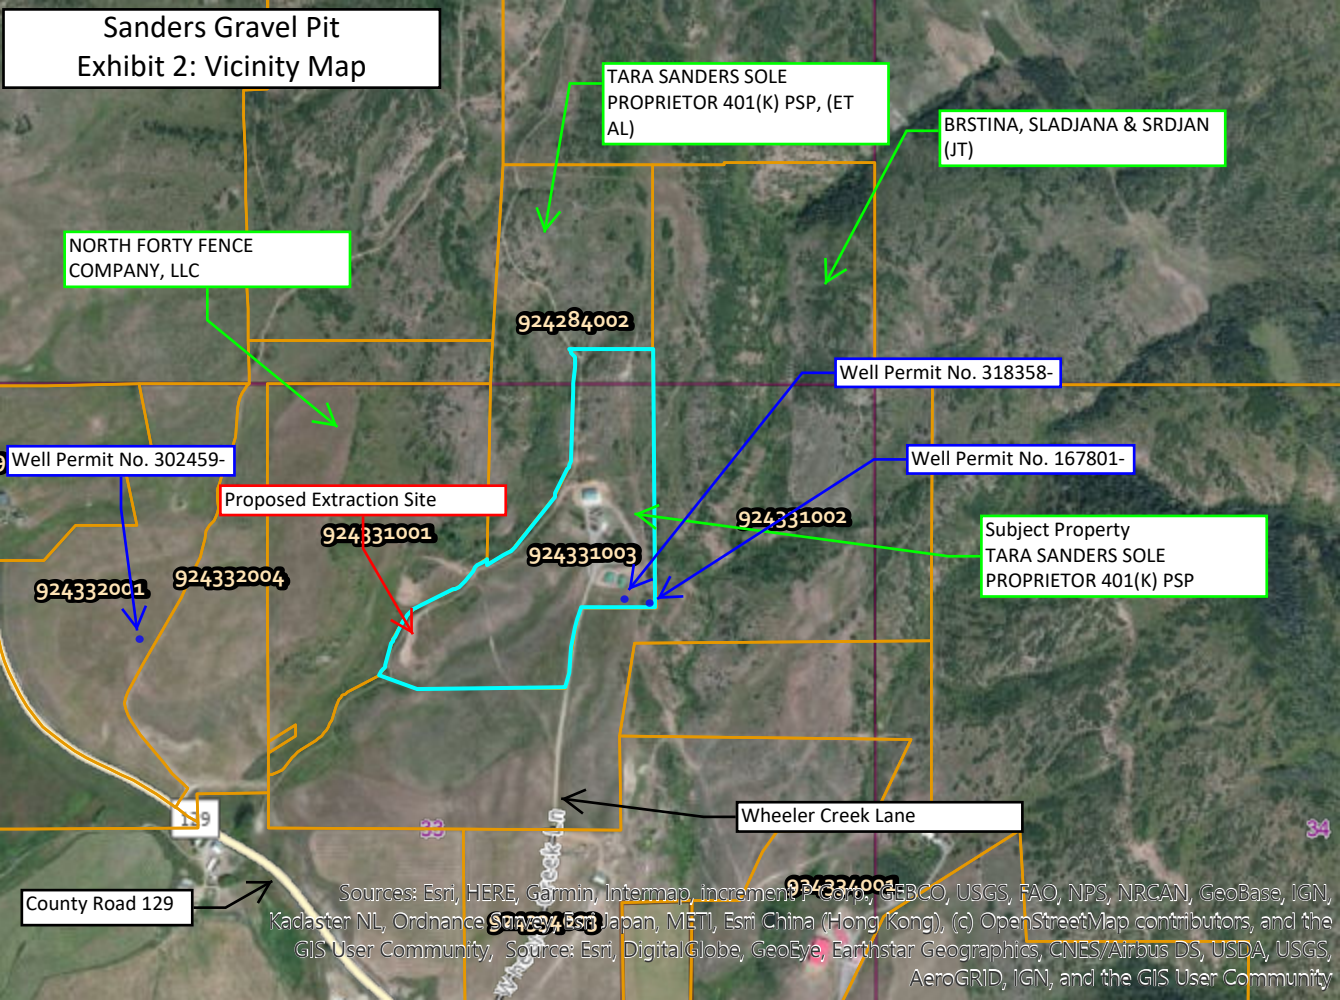 Sanders Gravel Pit
Exhibit 2: Vicinity Map
TARA SANDERS SOLE
PROPRIETOR 401(K) PSP, (ET
AL)
BRSTINA, SLADJANA & SRDJAN
(JT)
NORTH FORTY FENCE
COMPANY, LLC
924284002
Well Permit No. 318358-
Well Permit No. 302459-
Well Permit No. 167801-
Proposed Extraction Site
924331001
924331002
Subject Property
TARA SANDERS SOLE
PROPRIETOR 401(K) PSP
924331003
924332001
924332004
129
Wheeler Creek Lane
33
34
924334001
County Road 129
Sources: Esri, HERE, Garmin, Intermap, increment P Corp., GEBCO, USGS, FAO, NPS, NRCAN, GeoBase, IGN,
Kadaster NL, Ordnance Survey, Esri Japan, METI, Esri China (Hong Kong), (c) OpenStreetMap contributors, and the
GIS User Community, Source: Esri, DigitalGlobe, GeoEye, Earthstar Geographics, CNES/Airbus DS, USDA, USGS,
AeroGRID, IGN, and the GIS User Community